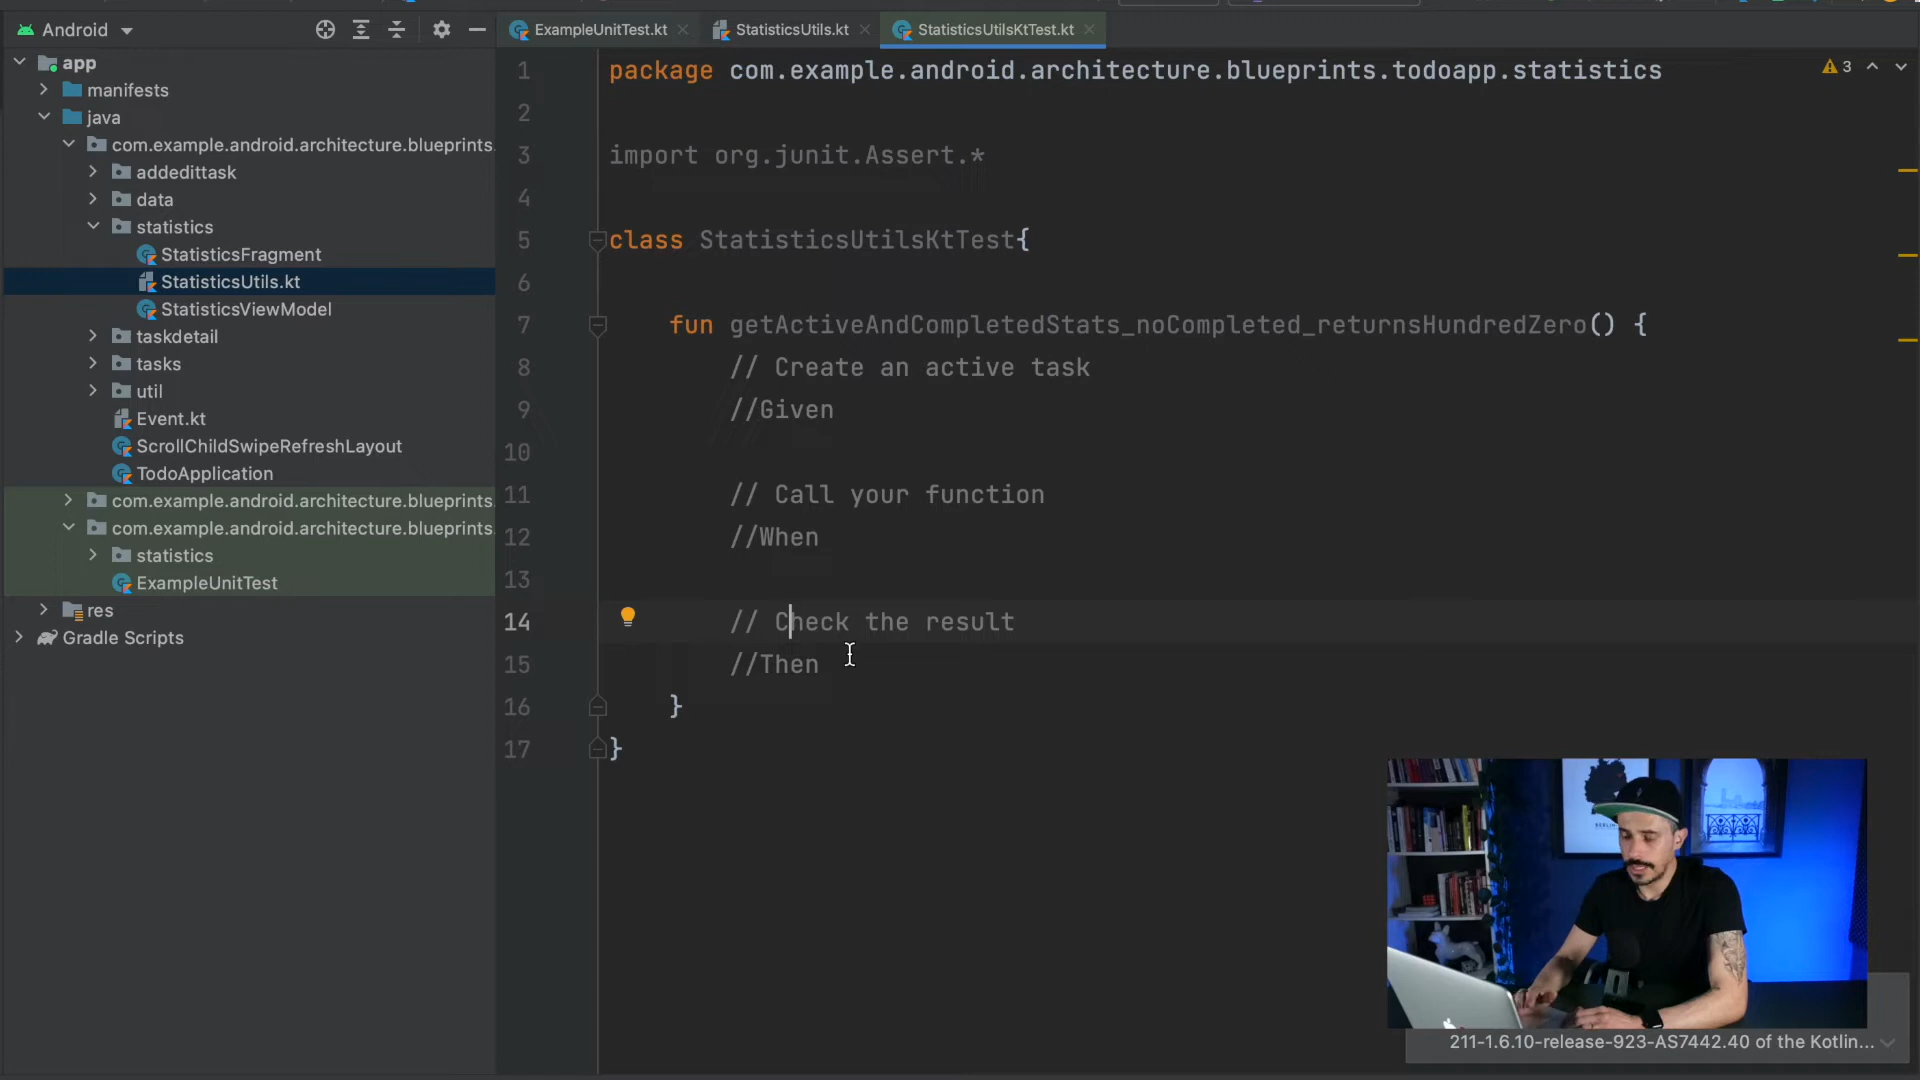 Android
ExampleUnitTest.kt
StatisticsUtils.kt
StatisticsUtilsKtTest.kt
app
manifests
java
com.example.android.architecture.blueprints.
addedittask
data
statistics
StatisticsFragment
StatisticsUtils.kt
StatisticsViewModel
taskdetail
tasks
util
Event.kt
ScrollChildSwipeRefreshLayout
TodoApplication
com.example.android.architecture.blueprints.
com.example.android.architecture.blueprints.
statistics
ExampleUnitTest
res
Gradle Scripts
1 package com.example.android.architecture.blueprints.todoapp.statistics
3
2
3 import org.junit.Assert.*
4
5 class StatisticsUtilsKtTest{
6
7 fun getActiveAndCompletedStats_noCompleted_returnsHundredZero() {
8 // Create an active task
9 //Given
10
11 // Call your function
12 //When
13
14 // Check the result
15 //Then
16 }
17 }
211-1.6.10-release-923-AS7442.40 of the Kotlin...